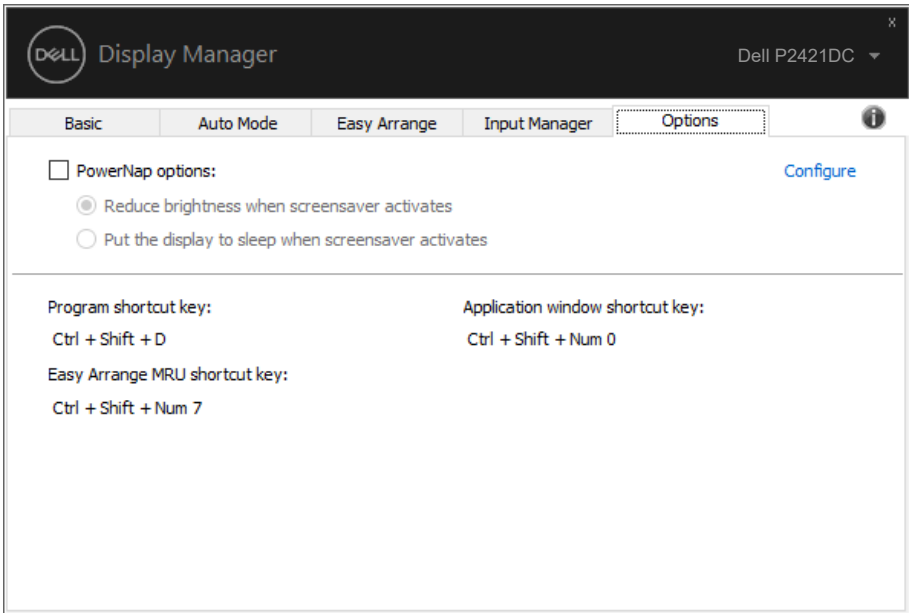 x
DELL Display Manager
Dell P2421DC
Basic Auto Mode Easy Arrange Input Manager Options
PowerNap options: Configure
Reduce brightness when screensaver activates
Put the display to sleep when screensaver activates
Program shortcut key: Application window shortcut key:
Ctrl + Shift + D Ctrl + Shift + Num 0
Easy Arrange MRU shortcut key:
Ctrl + Shift + Num 7